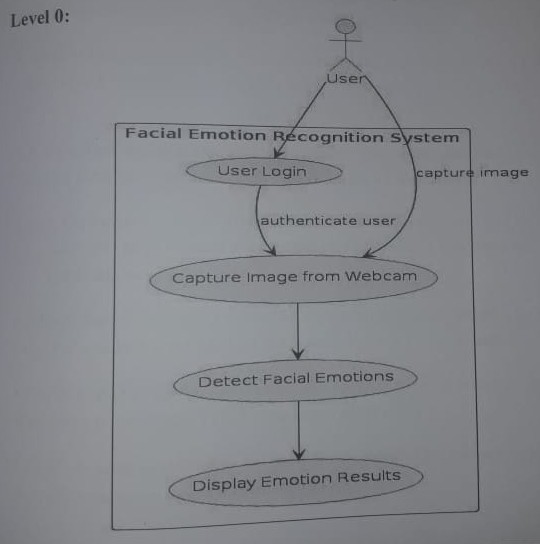 Level 0:
User
Facial Emotion Recognition System
User Login
capture image
authenticate user
Capture Image from Webcam
Detect Facial Emotions
Display Emotion Results